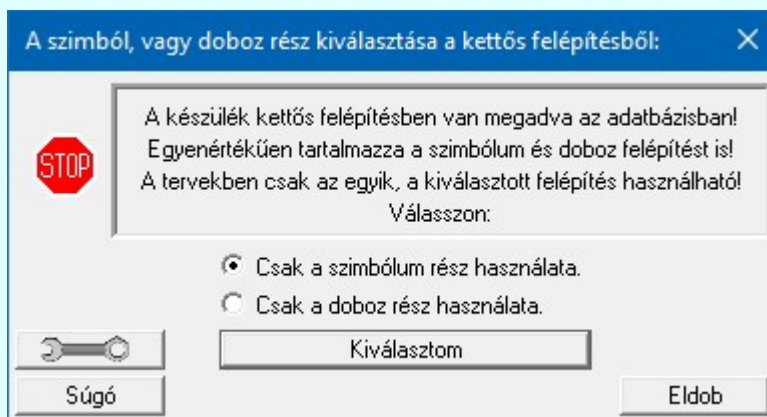 A szimból, vagy doboz rész kiválasztása a kettős felépítésből:
A készülék kettős felépítésben van megadva az adatbázisban!
STOP
Egyenértékűen tartalmazza a szimbólum és doboz felépítést is!
A tervekben csak az egyik, a kiválasztott felépítés használható!
Válasszon:
Csak a szimbólum rész használata.
Csak a doboz rész használata.
Kiválasztom
Súgó
Eldob